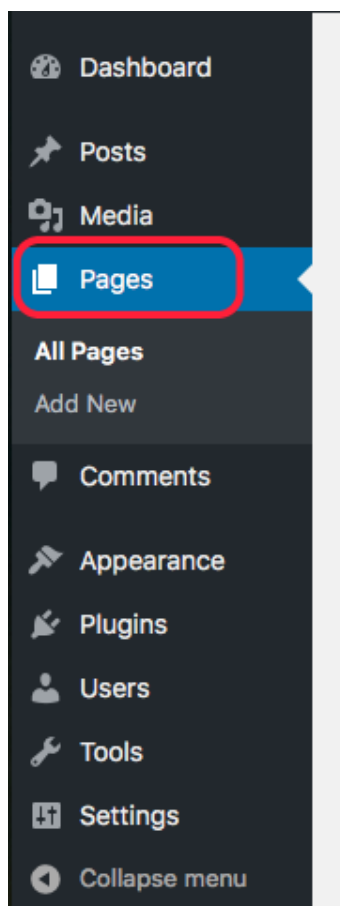 Dashboard
Posts
Media
Pages
All Pages
Add New
Comments
Appearance
Plugins
Users
Tools
Settings
Collapse menu